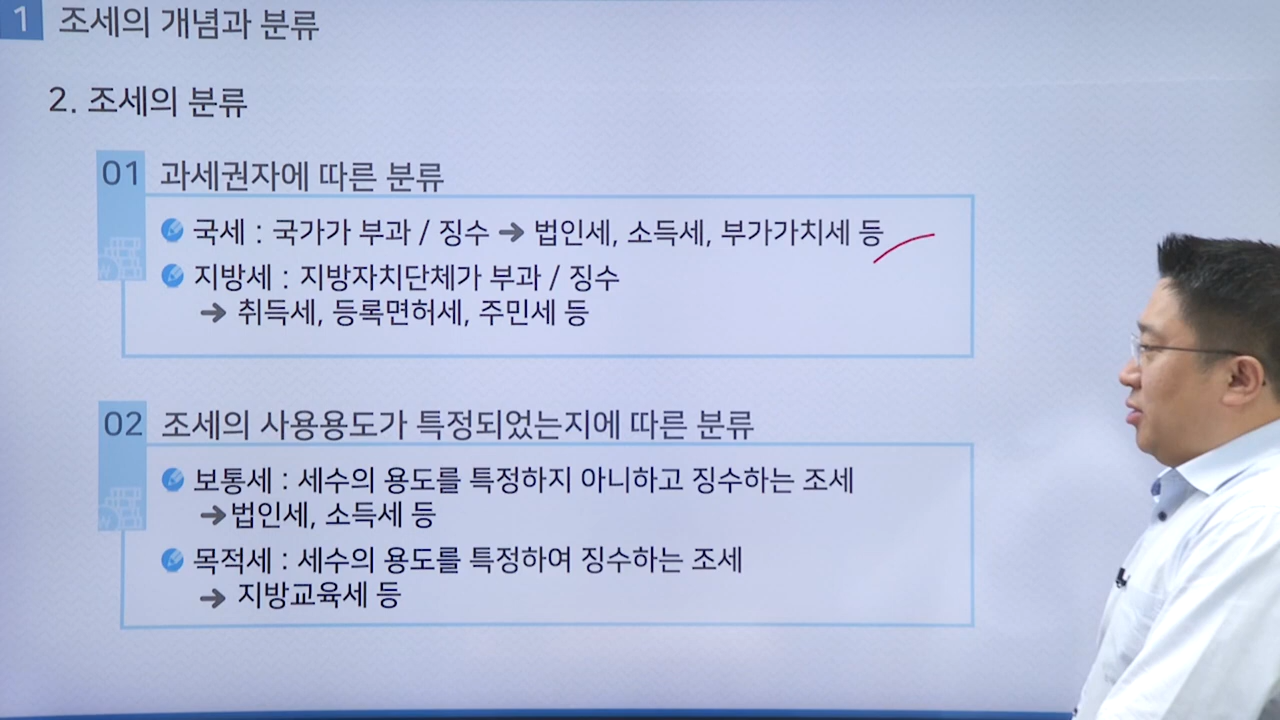 1 조세의 개념과 분류
2. 조세의 분류
01 과세권자에 따른 분류
국세 : 국가가 부과 / 징수 → 법인세, 소득세, 부가가치세 등
지방세 : 지방자치단체가 부과 / 징수
→ 취득세, 등록면허세, 주민세 등
02 조세의 사용용도가 특정되었는지에 따른 분류
보통세 : 세수의 용도를 특정하지 아니하고 징수하는 조세
→법인세, 소득세 등
목적세 : 세수의 용도를 특정하여 징수하는 조세
→ 지방교육세 등